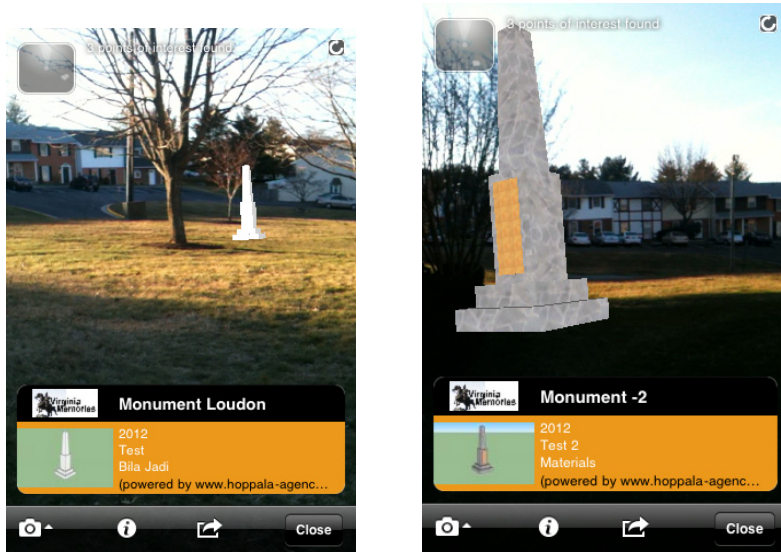 3 points of interest found
Virginia
Memories
Monument Loudon
2012
Test
Bila Jadi
(powered by www.hoppala-agenc...
Close
3 points of interest found
Virginia
Memories
Monument -2
2012
Test 2
Materials
(powered by www.hoppala-agenc...
Close